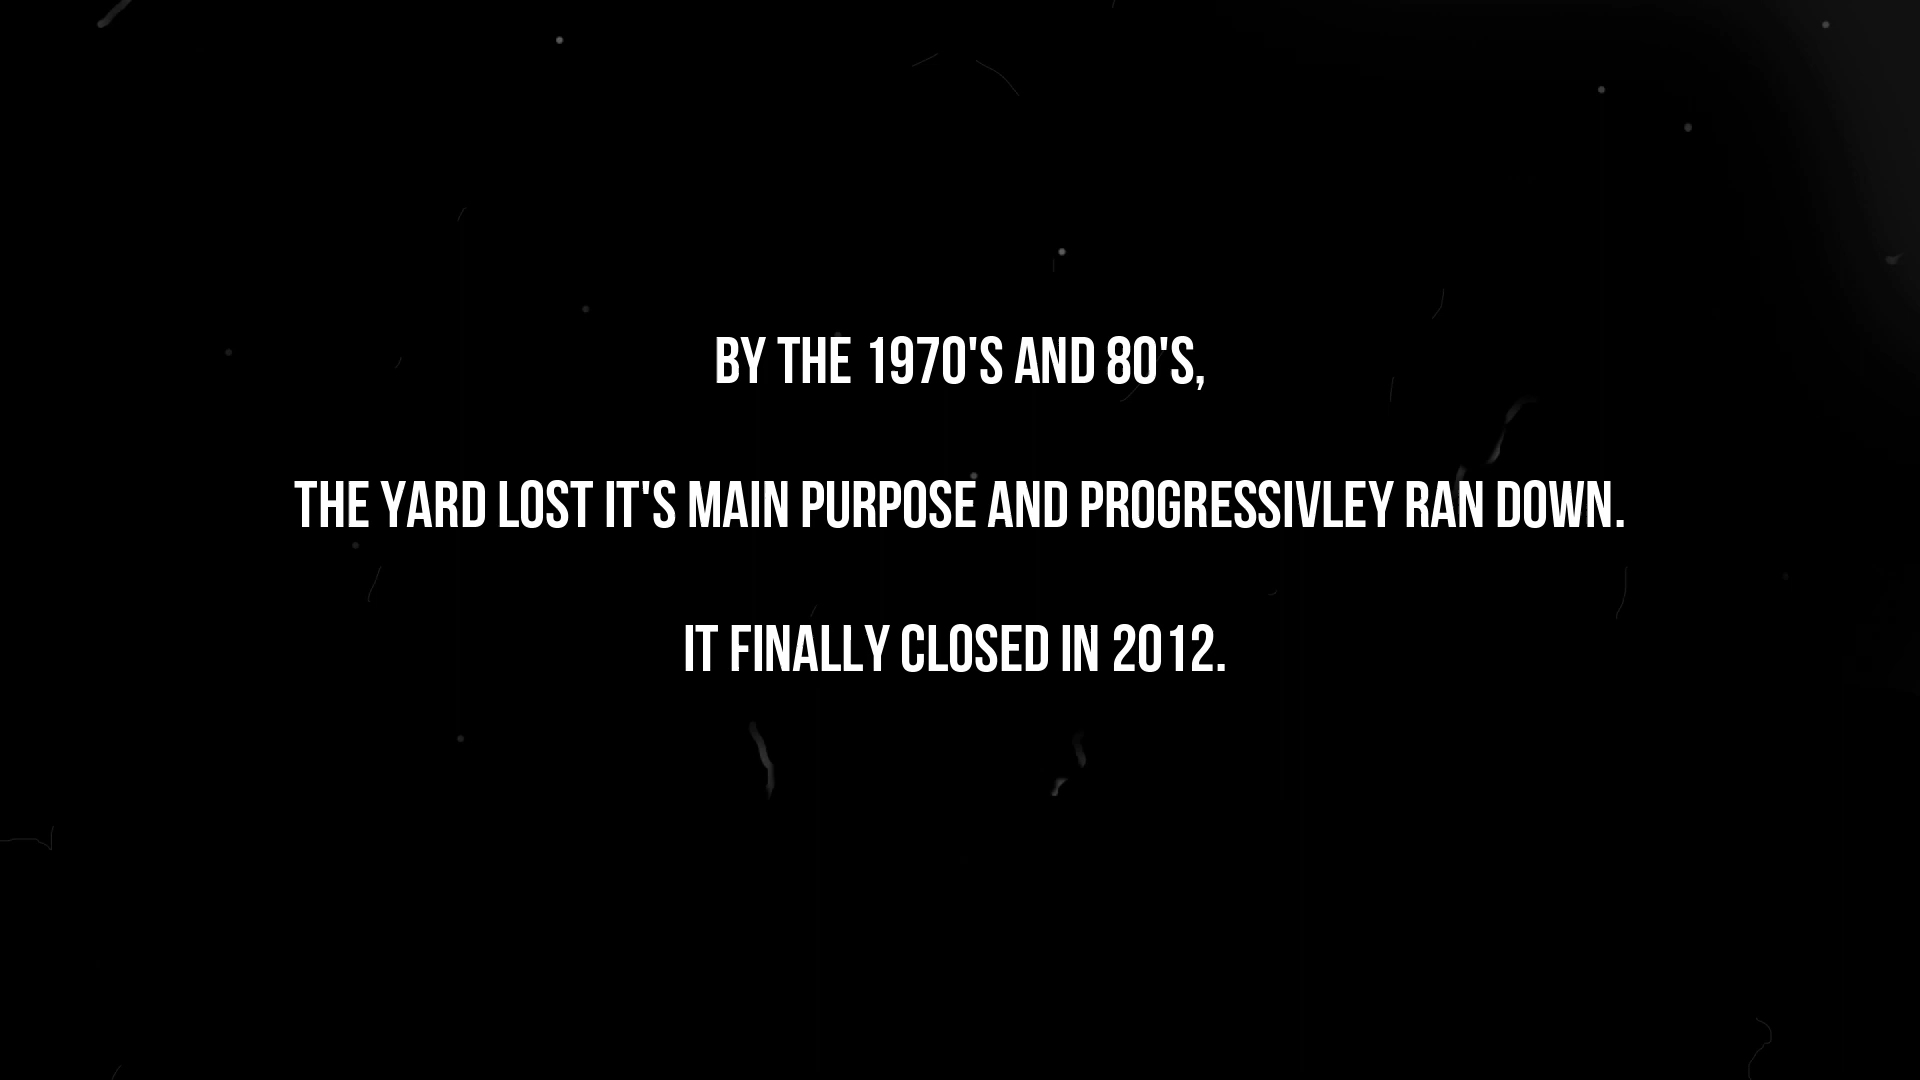 BY THE 1970'S AND 80'S,
THE YARD LOST IT'S MAIN PURPOSE AND PROGRESSIVLEY RAN DOWN.
IT FINALLY CLOSED IN 2012.